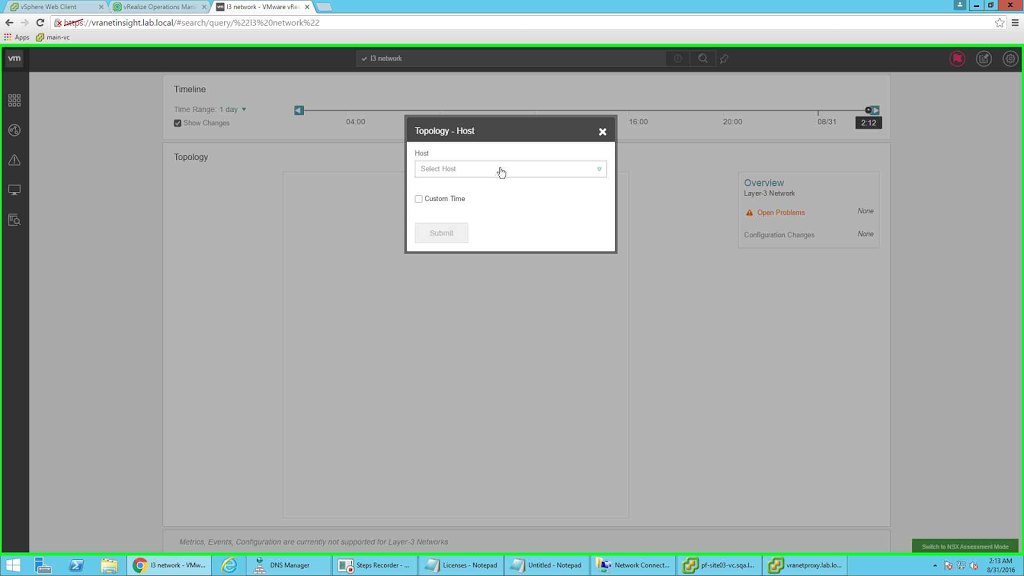 vSphere Web Client
vRealize Operations Man
l3 network - VMware vRe
https://vranetinsight.lab.local/#search/query/%22l3%20network%22
Apps
main-vc
vm
l3 network
Timeline
Time Range: 1 day
Show Changes
04:00
16:00
20:00
08/31
2:12
Topology
Topology - Host
Host
Select Host
Custom Time
Submit
Overview
Layer-3 Network
Open Problems
None
Configuration Changes
None
Metrics, Events, Configuration are currently not supported for Layer-3 Networks
Switch to NSX Assessment Mode
l3 network - VMw...
DNS Manager
Steps Recorder - ...
Licenses - Notepad
Untitled - Notepad
Network Connect...
pf-site03-vc.sqa.l...
vranetproxy.lab.lo...
2:13 AM
8/31/2016